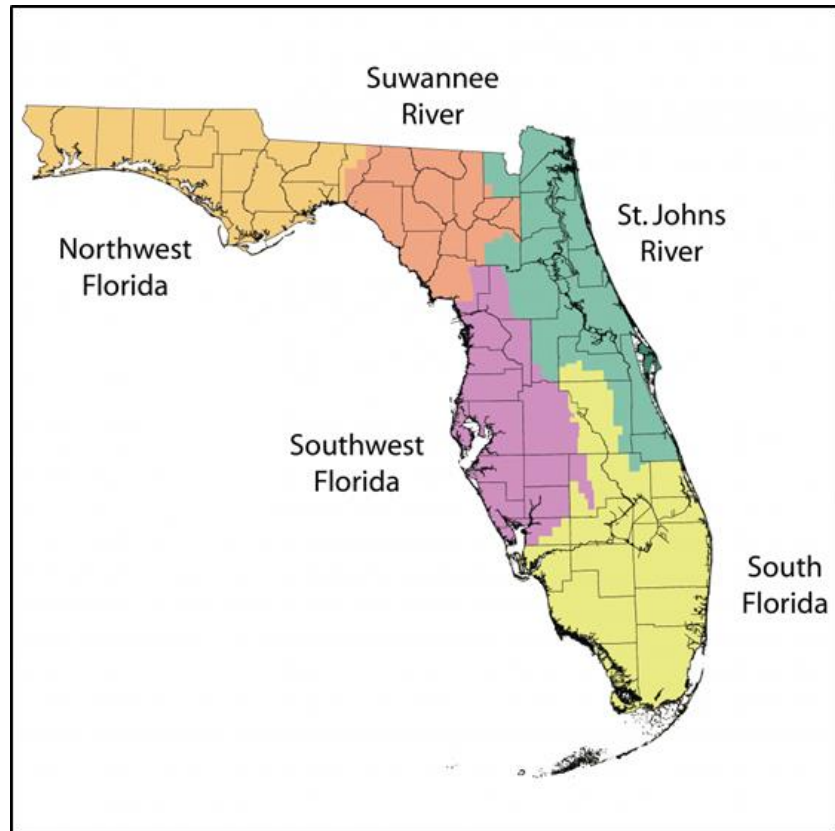 Suwannee
River
St. Johns
River
Northwest
Florida
Southwest
Florida
South
Florida